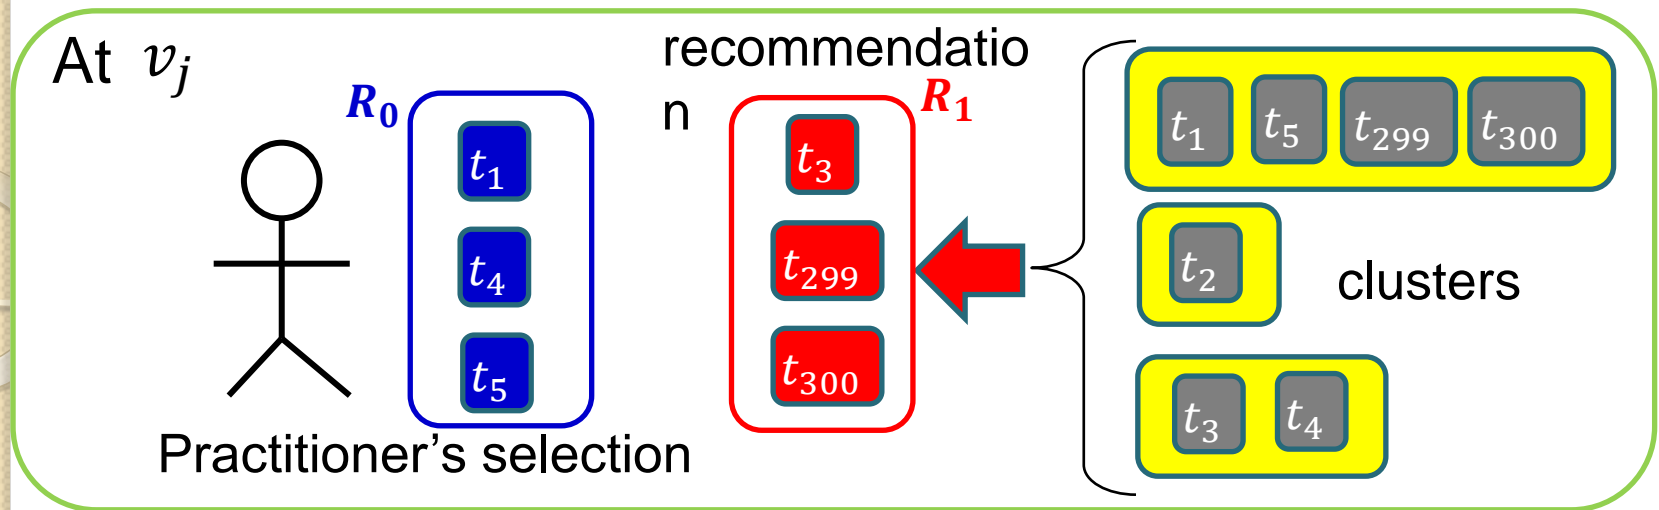 At v_j
recommendatio
n
R_0
R_1
t_1
t_4
t_5
t_3
t_299
t_300
t_1 t_5 t_299 t_300
t_2
clusters
t_3 t_4
Practitioner’s selection